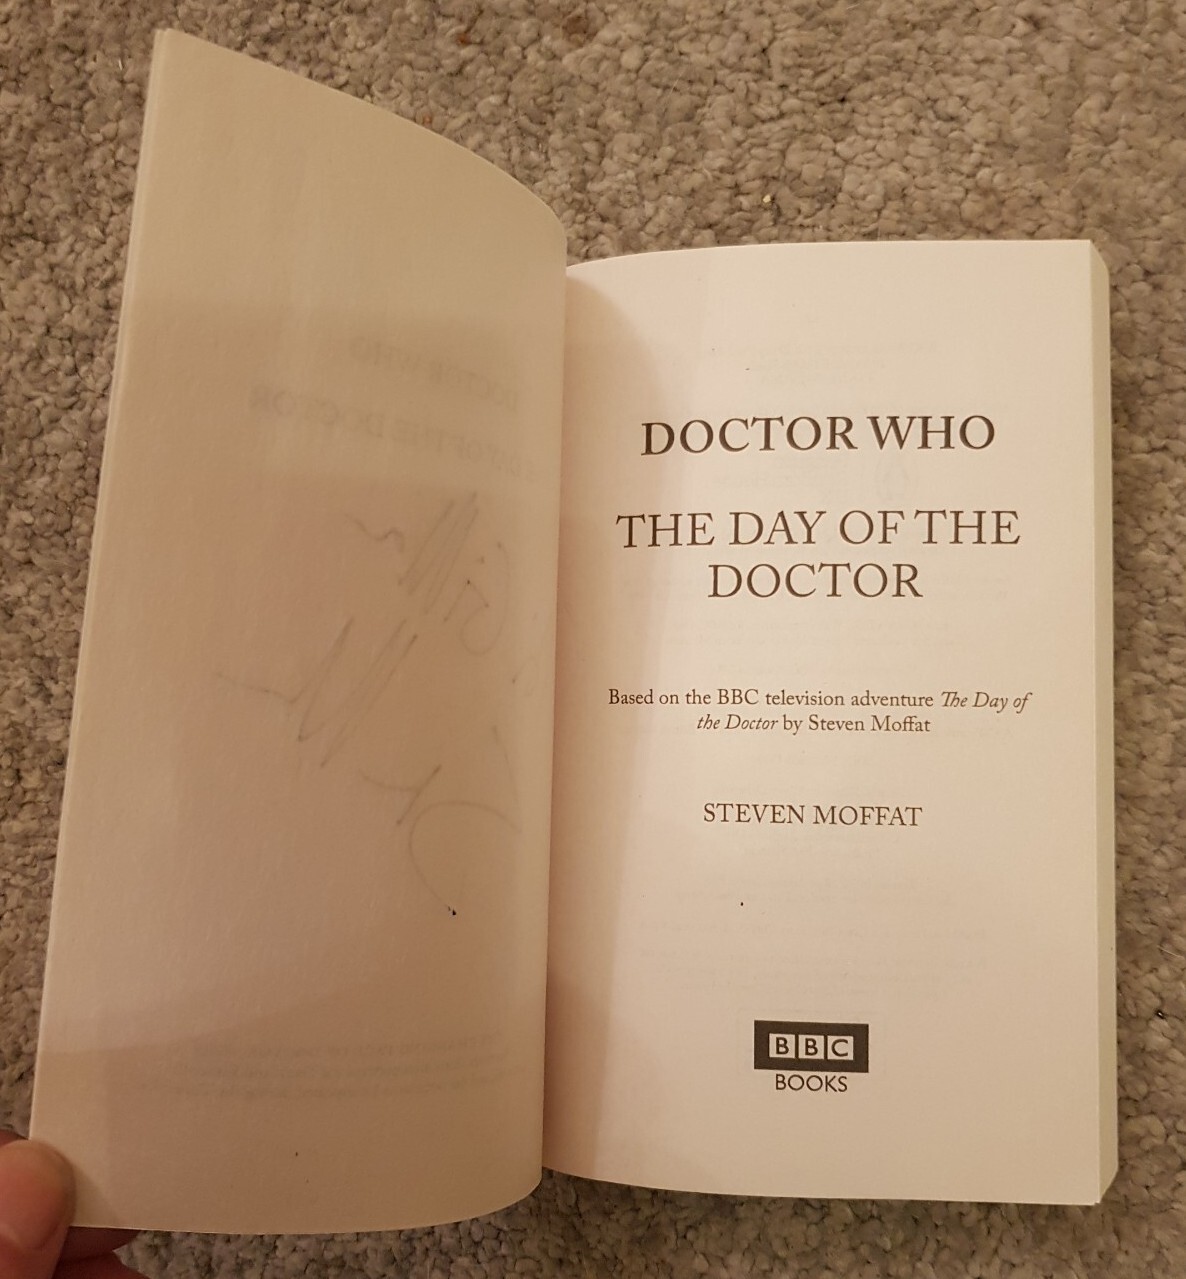 DOCTOR WHO
THE DAY OF THE
DOCTOR
Based on the BBC television adventure The Day of
the Doctor by Steven Moffat
STEVEN MOFFAT
BBC
BOOKS